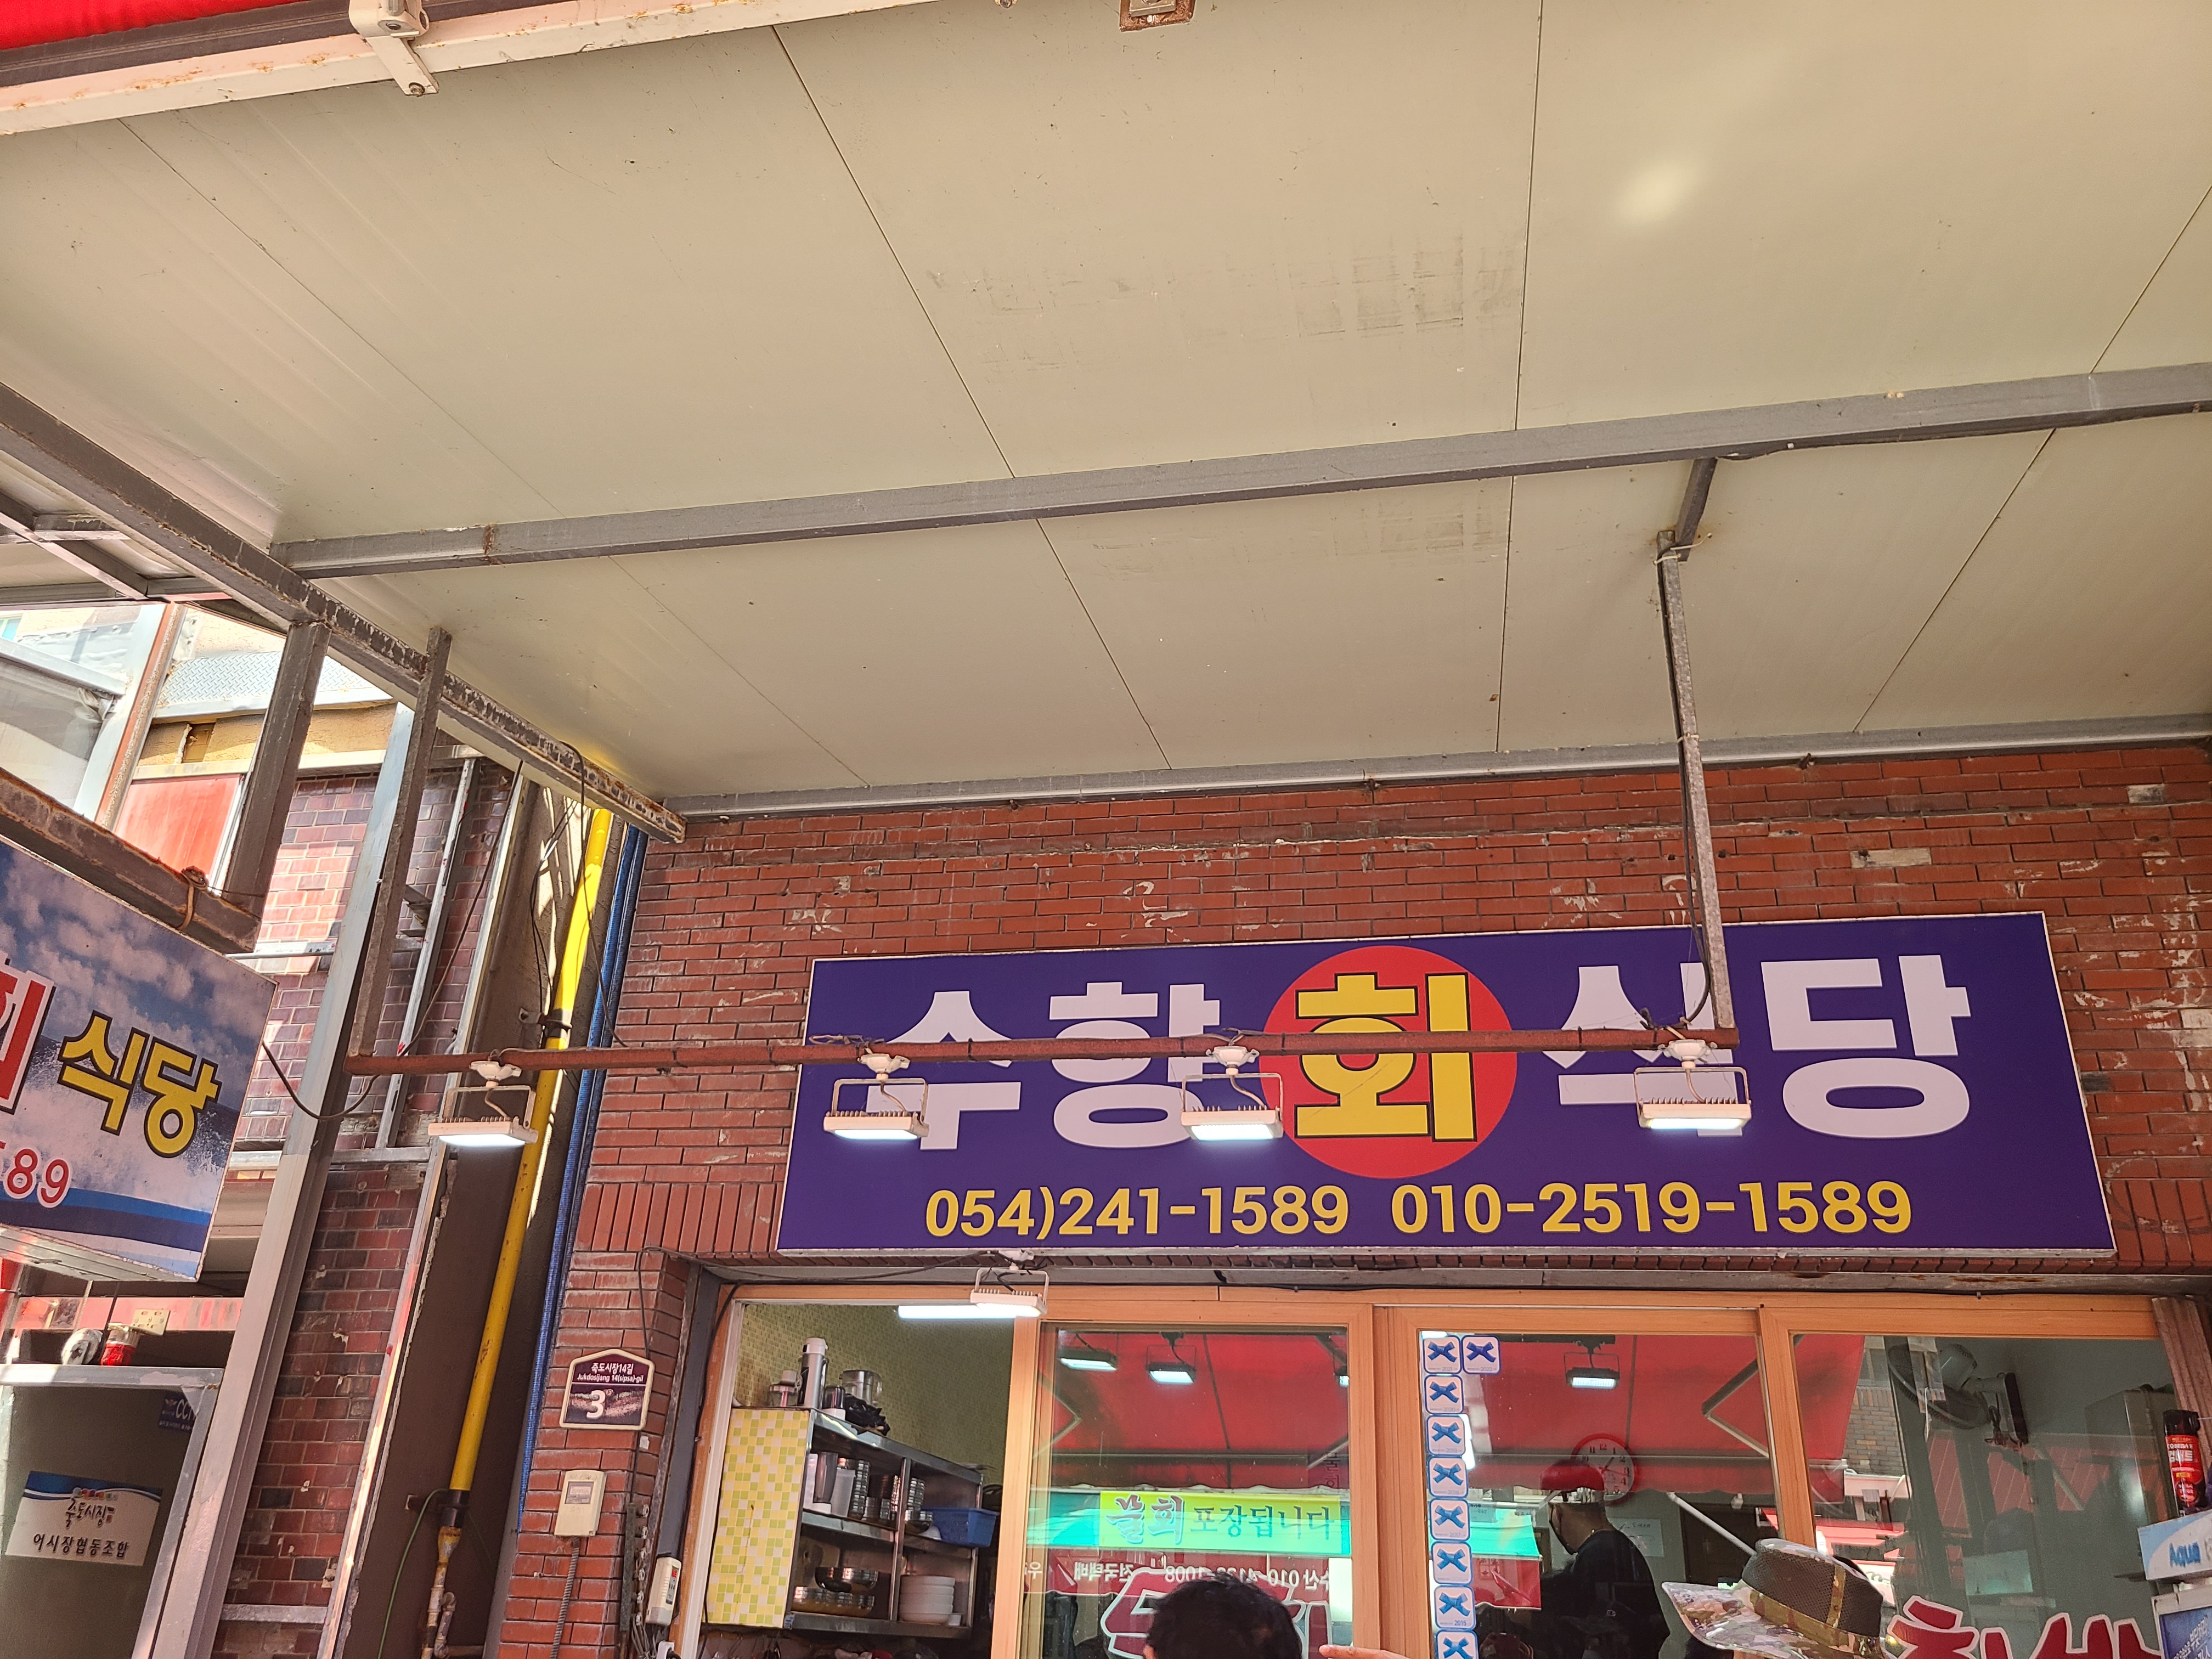 수향회식당
054)241-1589 010-2519-1589
회 식당
589
죽도시장14길
Jukdosijang 14(sipsa)-gil
3
죽도시장
어시장협동조합
물회 포장됩니다